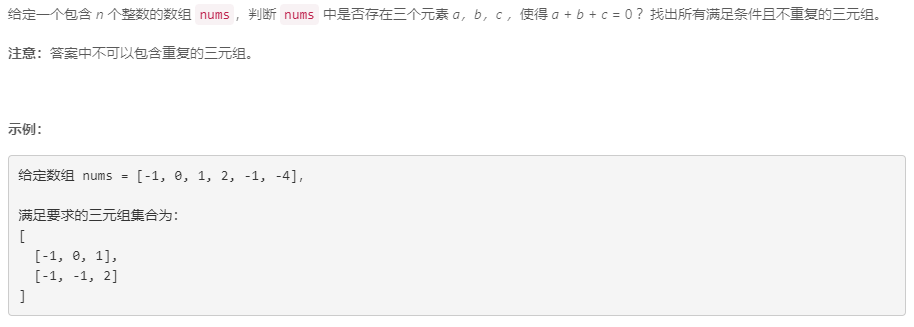 给定一个包含 n 个整数的数组 nums，判断 nums 中是否存在三个元素 a，b，c ，使得 a + b + c = 0 ？找出所有满足条件且不重复的三元组。
注意：答案中不可以包含重复的三元组。
示例：
给定数组 nums = [-1, 0, 1, 2, -1, -4]，
满足要求的三元组集合为：
[
  [-1, 0, 1],
  [-1, -1, 2]
]